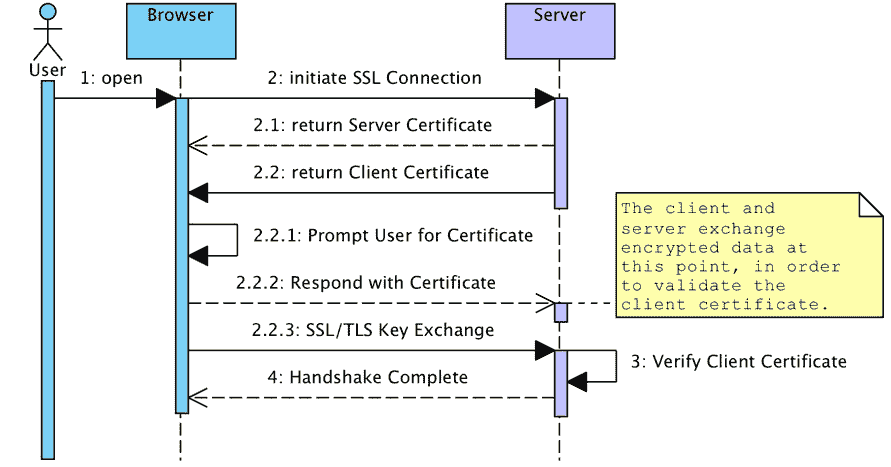 Browser
Server
User
1: open
2: initiate SSL Connection
2.1: return Server Certificate
2.2: return Client Certificate
The client and
server exchange
encrypted data at
this point, in order
to validate the
client certificate.
2.2.1: Prompt User for Certificate
2.2.2: Respond with Certificate
2.2.3: SSL/TLS Key Exchange
3: Verify Client Certificate
4: Handshake Complete